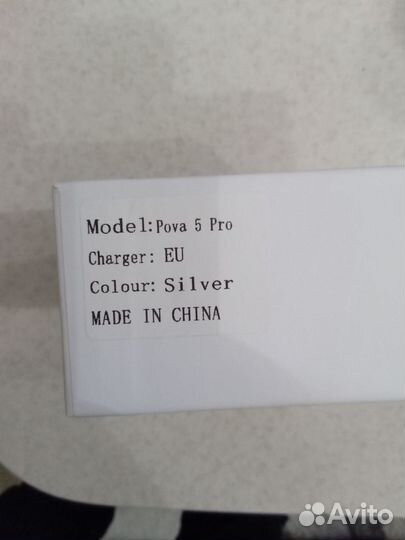 Model: Pova 5 Pro
Charger: EU
Colour: Silver
MADE IN CHINA
Avito